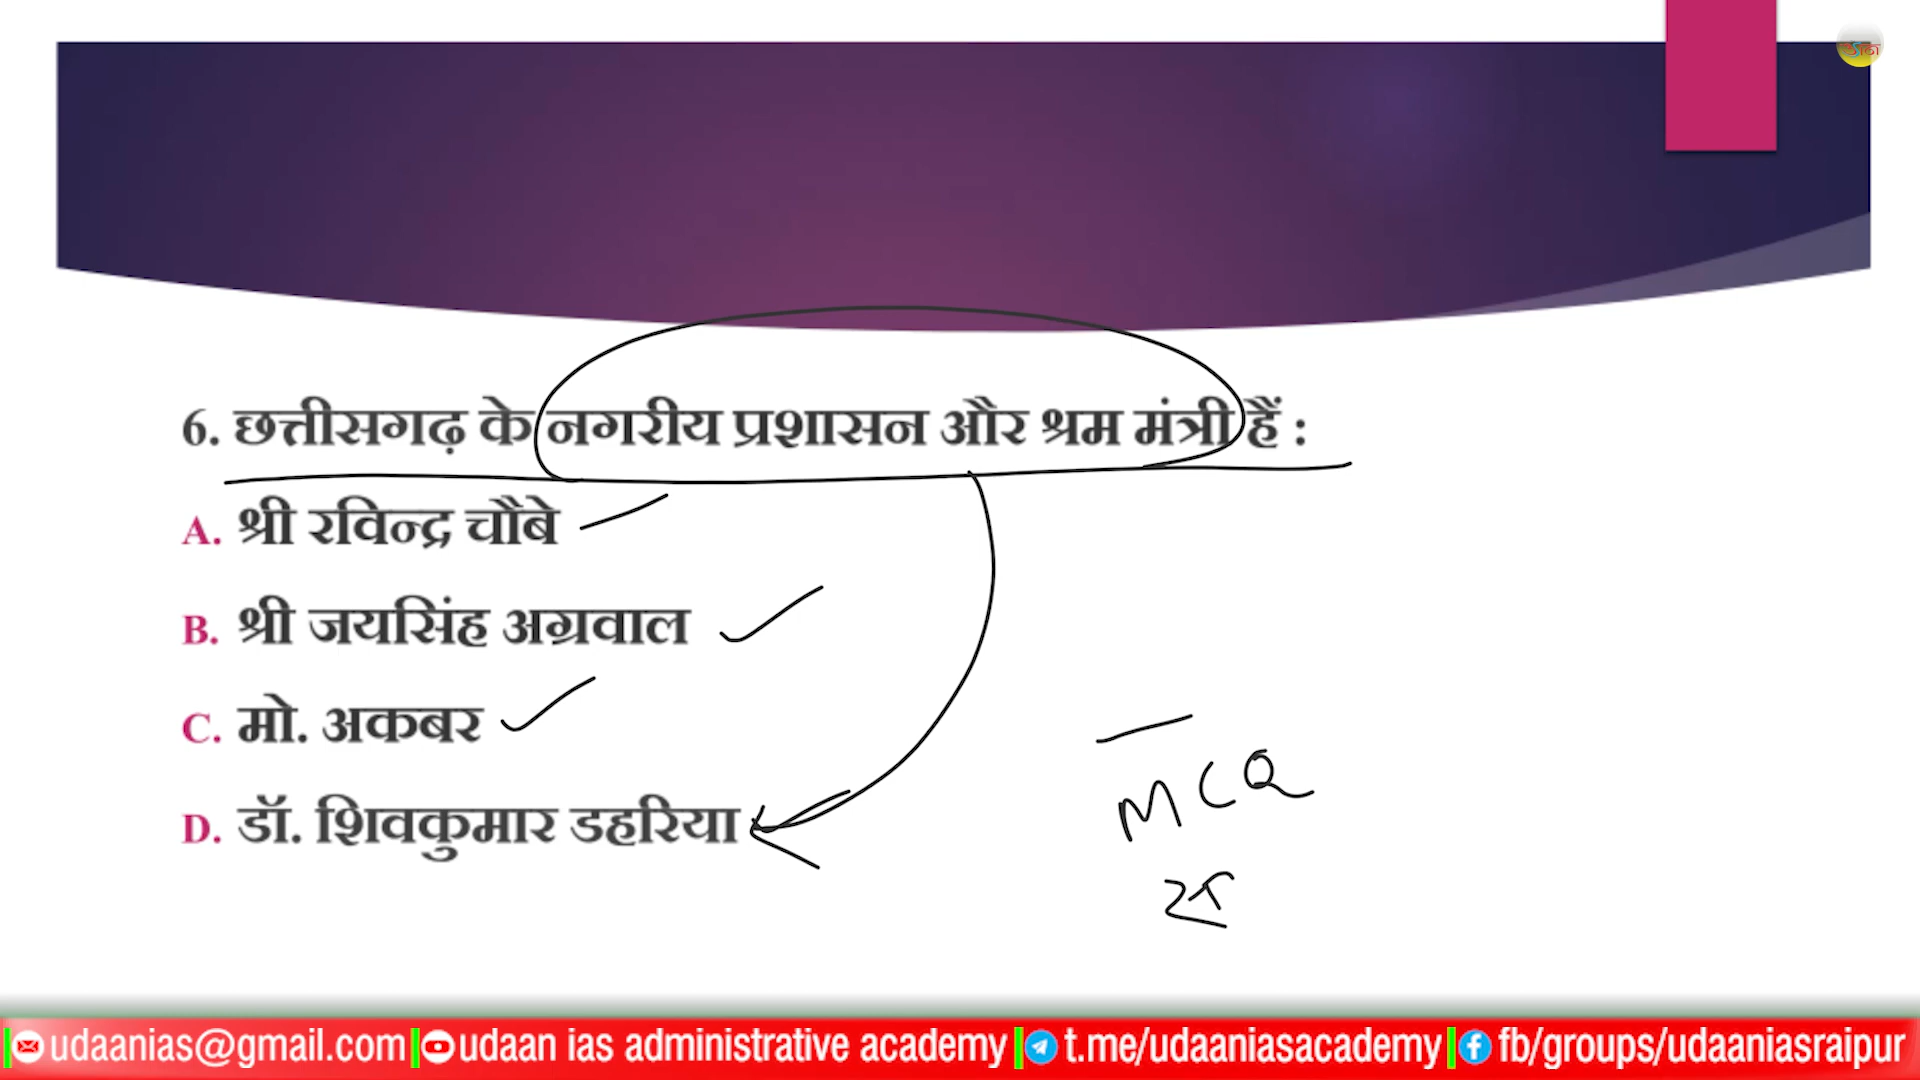 6. छत्तीसगढ़ के नगरीय प्रशासन और श्रम मंत्री हैं :
A. श्री रविन्द्र चौबे
B. श्री जयसिंह अग्रवाल
C. मो. अकबर
D. डॉ. शिवकुमार डहरिया
MCQ
udaanias@gmail.com udaan ias administrative academy t.me/udaaniasacademy fb/groups/udaaniasraipur